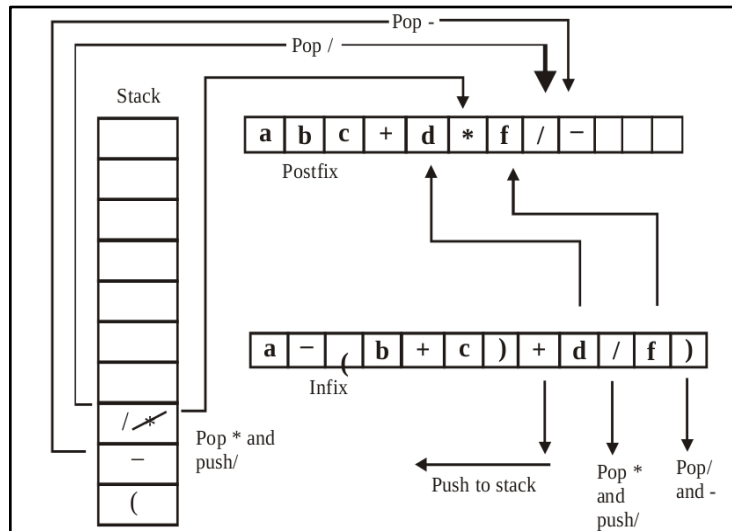 Pop -
Pop /
Stack
a b c + d * f / −
Postfix
a − ( b + c ) + d / f )
Infix
/ *
Pop * and
push/
−
(
Push to stack
Pop *
and
push/
Pop/
and -